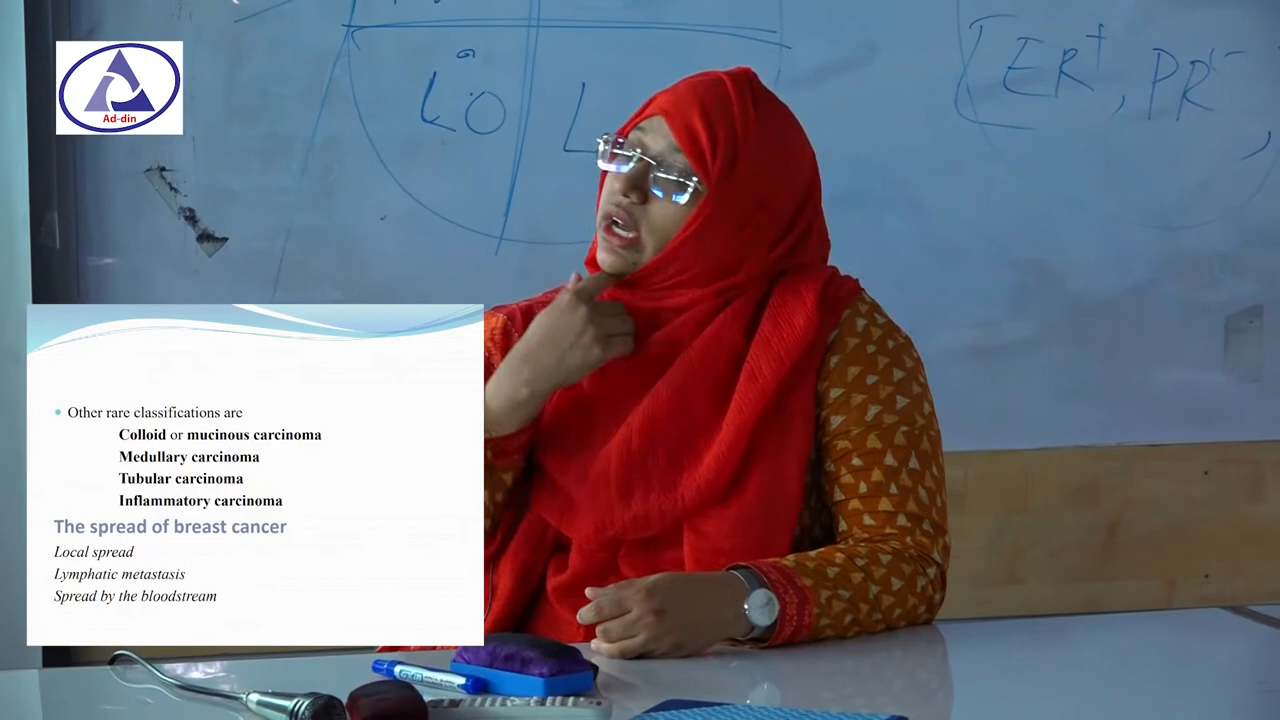 Ad-din
LO
L
ER+, PR-,
• Other rare classifications are
Colloid or mucinous carcinoma
Medullary carcinoma
Tubular carcinoma
Inflammatory carcinoma
The spread of breast cancer
Local spread
Lymphatic metastasis
Spread by the bloodstream